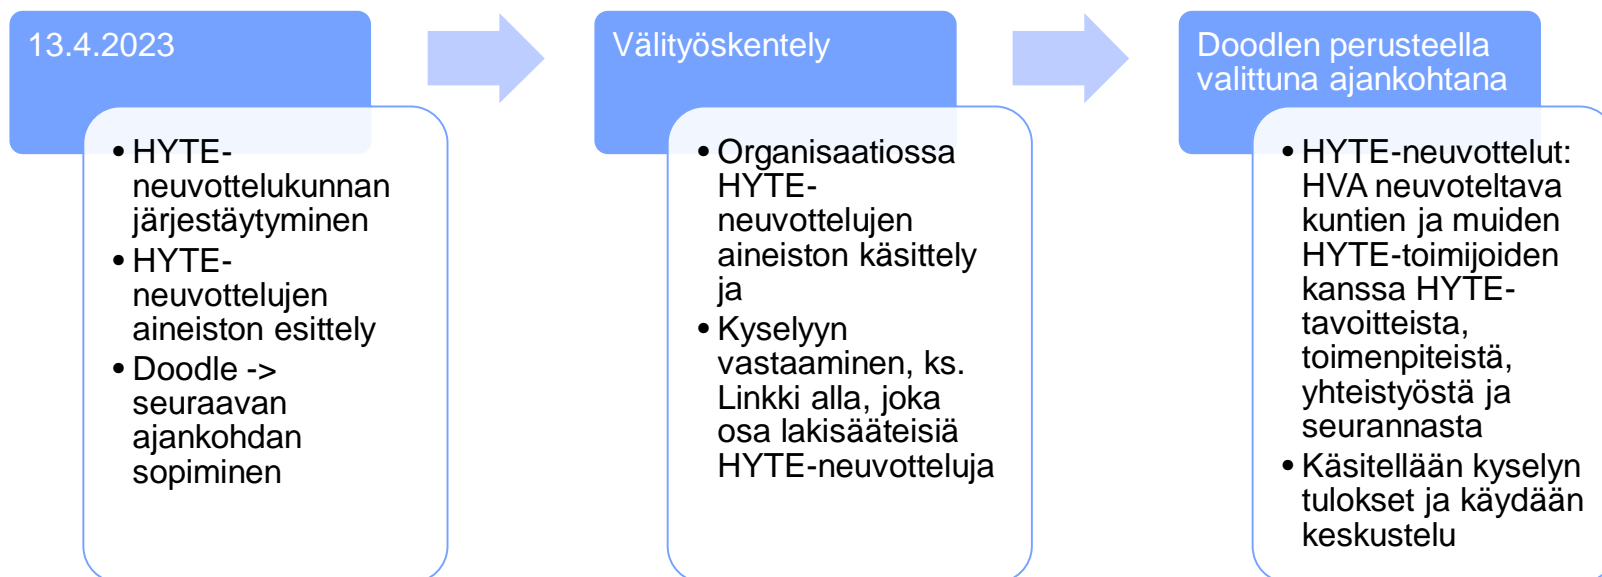 13.4.2023
• HYTE-
neuvottelukunnan
järjestäytyminen
• HYTE-
neuvottelujen
aineiston esittely
• Doodle ->
seuraavan
ajankohdan
sopiminen
Välityöskentely
• Organisaatiossa
HYTE-
neuvottelujen
aineiston käsittely
ja
• Kyselyyn
vastaaminen, ks.
Linkki alla, joka
osa lakisääteisiä
HYTE-neuvotteluja
Doodlen perusteella
valittuna ajankohtana
• HYTE-neuvottelut:
HVA neuvoteltava
kuntien ja muiden
HYTE-toimijoiden
kanssa HYTE-
tavoitteista,
toimenpiteistä,
yhteistyöstä ja
seurannasta
• Käsitellään kyselyn
tulokset ja käydään
keskustelu